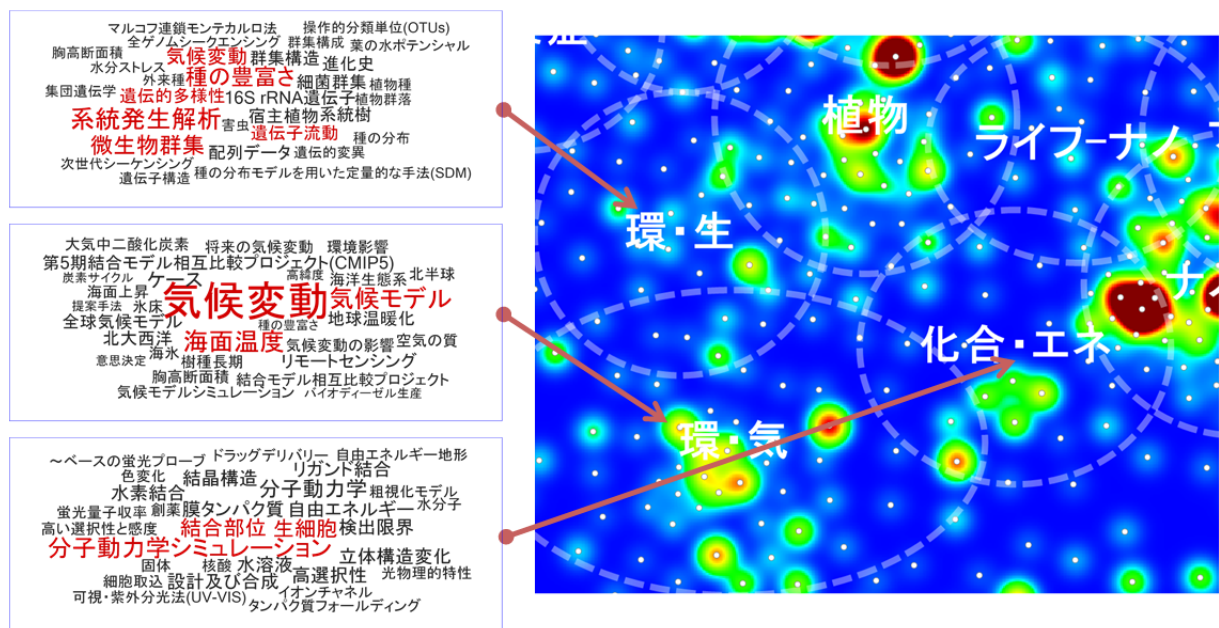 マルコフ連鎖モンテカルロ法 操作的分類単位(OTUs)
全ゲノムシークエンシング 群集構成 葉の水ポテンシャル
胸高断面積 気候変動 群集構造 進化史
水分ストレス 種の豊富さ 細菌群集 植物種
外来種
集団遺伝学 遺伝的多様性 16S rRNA遺伝子 植物群落
系統発生解析 害虫 宿主植物 系統樹
遺伝子流動 種の分布
微生物群集 配列データ 遺伝的変異
次世代シーケンシング 種の分布モデルを用いた定量的な手法(SDM)
遺伝子構造
大気中二酸化炭素 将来の気候変動 環境影響
第5期結合モデル相互比較プロジェクト(CMIP5)
炭素サイクル ケース 高緯度 海洋生態系 北半球
海面上昇 気候変動 気候モデル
提案手法 氷床
全球気候モデル 種の豊富さ 地球温暖化
北大西洋 海面温度 気候変動の影響 空気の質
海氷
意思決定 樹種長期 リモートセンシング
胸高断面積 結合モデル相互比較プロジェクト
気候モデルシミュレーション バイオディーゼル生産
～ベースの蛍光プローブ ドラッグデリバリー 自由エネルギー地形
色変化 結晶構造 リガンド結合
水素結合 分子動力学 粗視化モデル
蛍光量子収率 創薬 膜タンパク質 自由エネルギー 水分子
高い選択性と感度 結合部位 生細胞 検出限界
分子動力学シミュレーション 立体構造変化
固体 核酸 水溶液
細胞取込 設計及び合成 高選択性 光物理的特性
可視・紫外分光法(UV-VIS) イオンチャネル
タンパク質フォールディング
植物
ライフーナノ
環・生
ナ
化合・エネ
環・気